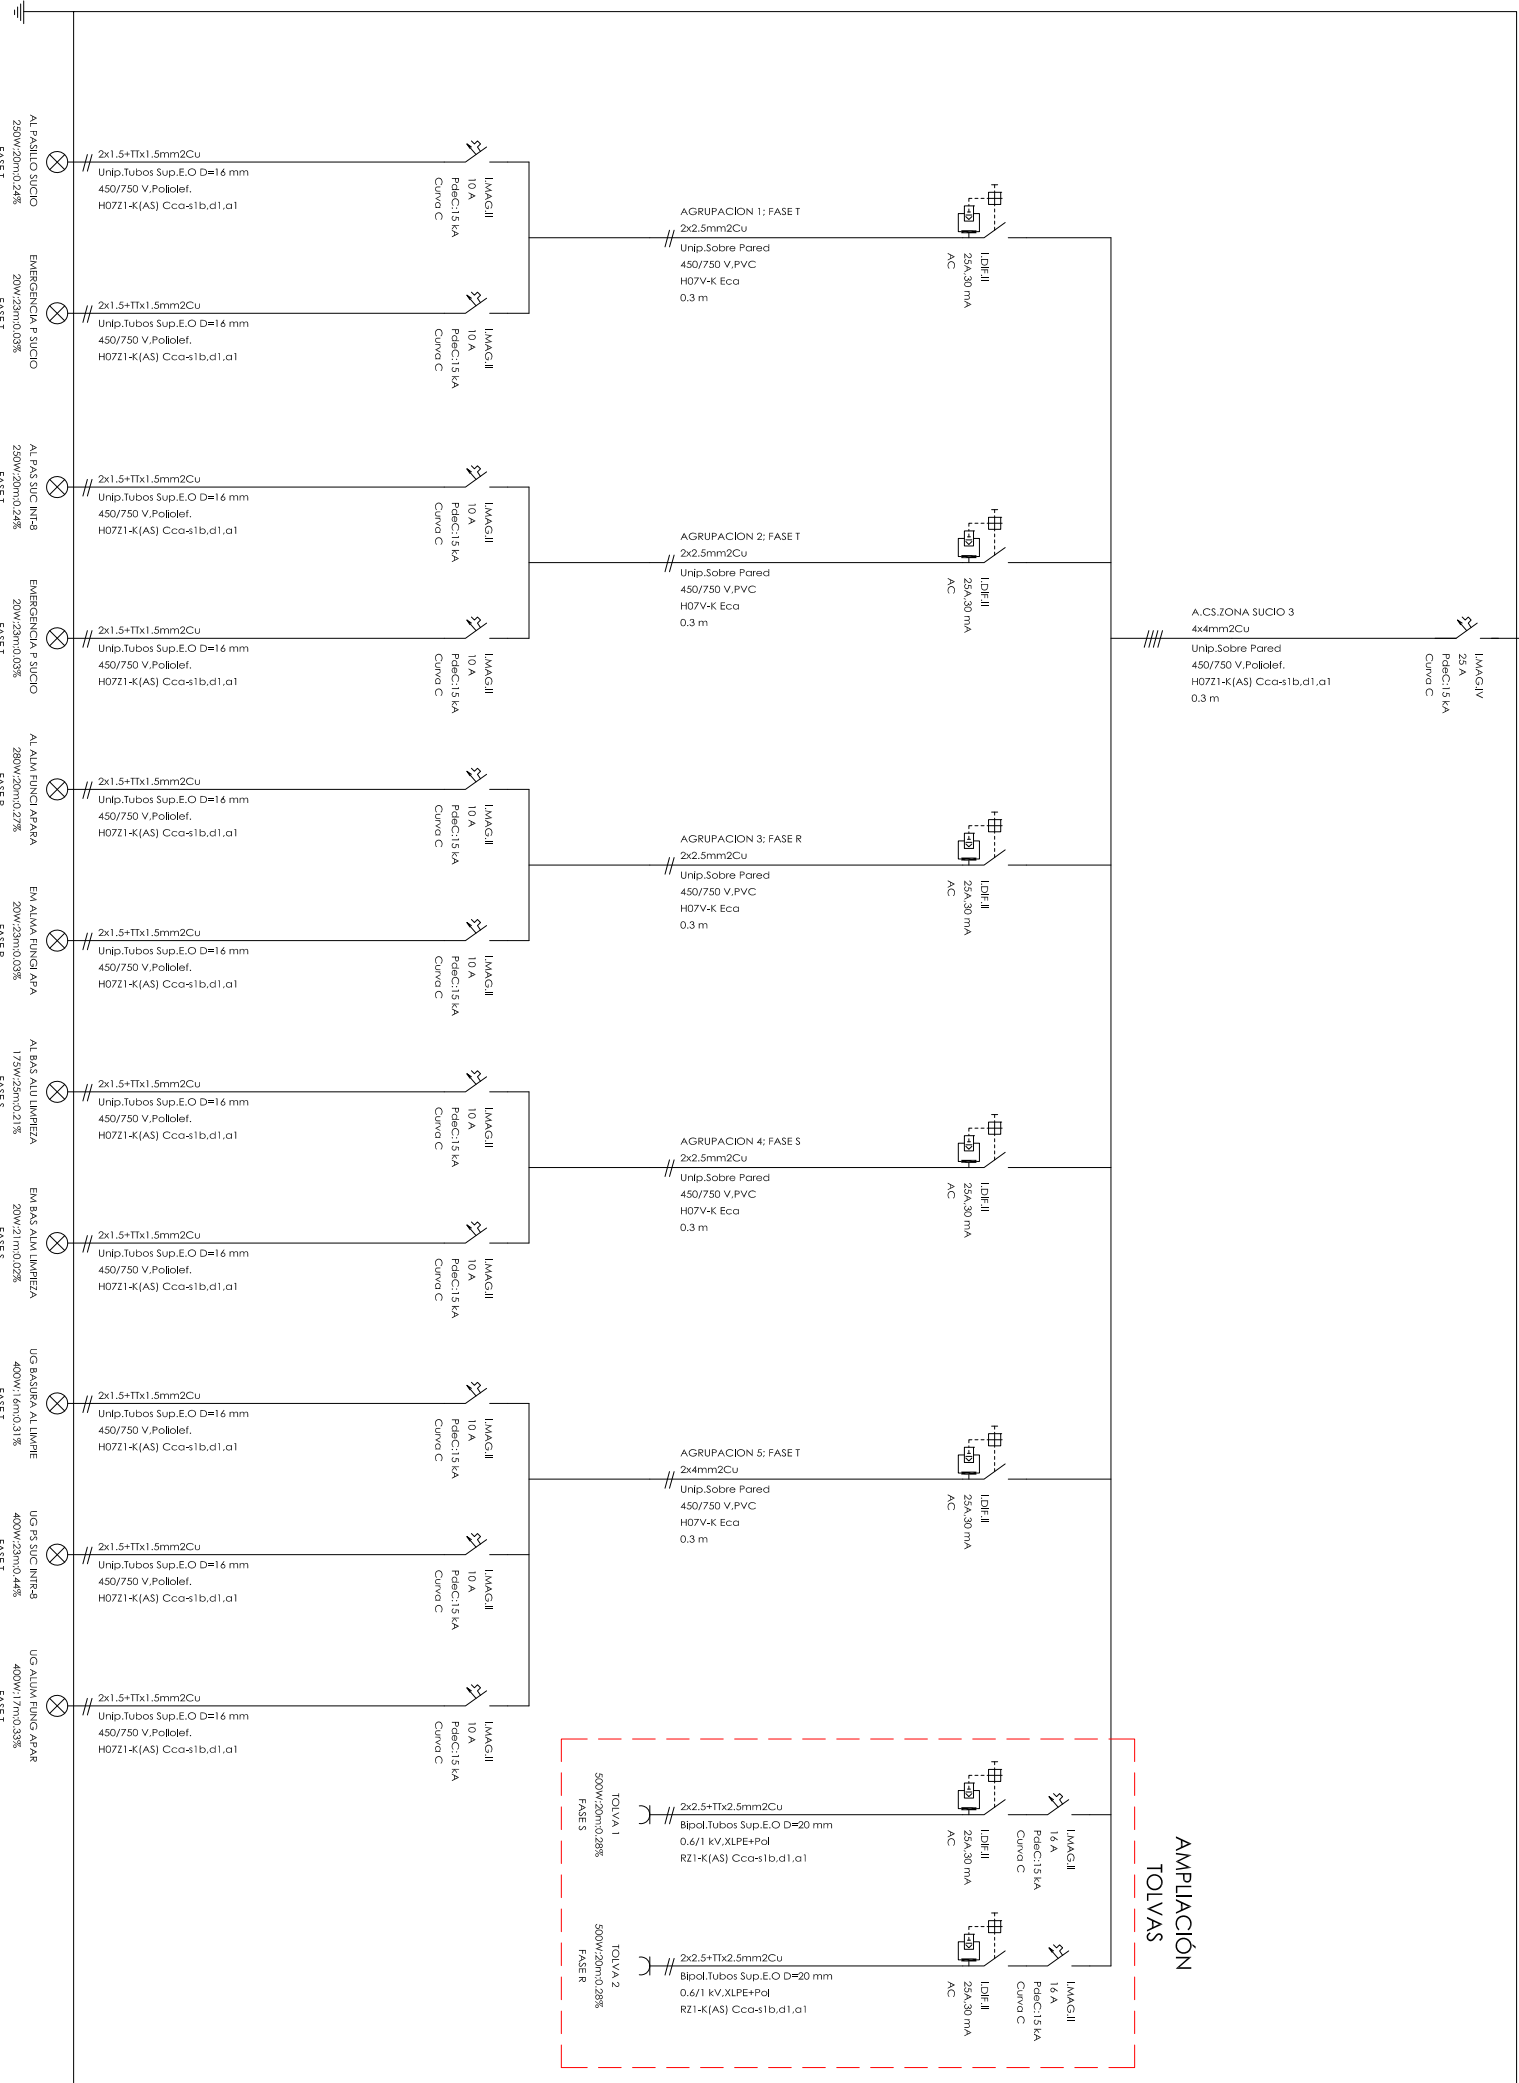 AL PASILLO SUCIO
250W;20m;0.24%
FASE T
2x1.5+TTx1.5mm2Cu
Unip.Tubos Sup.E.O D=16 mm
450/750 V,Poliolef.
H07Z1-K(AS) Cca-s1b,d1,a1
I.MAG.II
10 A
PdeC:15 kA
Curva C
EMERGENCIA P SUCIO
20W;23m;0.03%
FASE T
2x1.5+TTx1.5mm2Cu
Unip.Tubos Sup.E.O D=16 mm
450/750 V,Poliolef.
H07Z1-K(AS) Cca-s1b,d1,a1
I.MAG.II
10 A
PdeC:15 kA
Curva C
AGRUPACION 1; FASE T
2x2.5mm2Cu
Unip.Sobre Pared
450/750 V,PVC
H07V-K Eca
0.3 m
I.DIF.II
25A,30 mA
AC
AL PAS SUC INT-8
250W;20m;0.24%
FASE T
2x1.5+TTx1.5mm2Cu
Unip.Tubos Sup.E.O D=16 mm
450/750 V,Poliolef.
H07Z1-K(AS) Cca-s1b,d1,a1
I.MAG.II
10 A
PdeC:15 kA
Curva C
EMERGENCIA P SUCIO
20W;23m;0.03%
FASE T
2x1.5+TTx1.5mm2Cu
Unip.Tubos Sup.E.O D=16 mm
450/750 V,Poliolef.
H07Z1-K(AS) Cca-s1b,d1,a1
I.MAG.II
10 A
PdeC:15 kA
Curva C
AGRUPACION 2; FASE T
2x2.5mm2Cu
Unip.Sobre Pared
450/750 V,PVC
H07V-K Eca
0.3 m
I.DIF.II
25A,30 mA
AC
A.CS.ZONA SUCIO 3
4x4mm2Cu
Unip.Sobre Pared
450/750 V,Poliolef.
H07Z1-K(AS) Cca-s1b,d1,a1
0.3 m
I.MAG.IV
25 A
PdeC:15 kA
Curva C
AL ALM FUNCI APARA
280W;20m;0.27%
FASE R
2x1.5+TTx1.5mm2Cu
Unip.Tubos Sup.E.O D=16 mm
450/750 V,Poliolef.
H07Z1-K(AS) Cca-s1b,d1,a1
I.MAG.II
10 A
PdeC:15 kA
Curva C
EM ALMA FUNGI APA
20W;23m;0.03%
FASE R
2x1.5+TTx1.5mm2Cu
Unip.Tubos Sup.E.O D=16 mm
450/750 V,Poliolef.
H07Z1-K(AS) Cca-s1b,d1,a1
I.MAG.II
10 A
PdeC:15 kA
Curva C
AGRUPACION 3; FASE R
2x2.5mm2Cu
Unip.Sobre Pared
450/750 V,PVC
H07V-K Eca
0.3 m
I.DIF.II
25A,30 mA
AC
AL BAS ALU LIMPIEZA
175W;25m;0.21%
FASE S
2x1.5+TTx1.5mm2Cu
Unip.Tubos Sup.E.O D=16 mm
450/750 V,Poliolef.
H07Z1-K(AS) Cca-s1b,d1,a1
I.MAG.II
10 A
PdeC:15 kA
Curva C
EM BAS ALM LIMPIEZA
20W;21m;0.02%
FASE S
2x1.5+TTx1.5mm2Cu
Unip.Tubos Sup.E.O D=16 mm
450/750 V,Poliolef.
H07Z1-K(AS) Cca-s1b,d1,a1
I.MAG.II
10 A
PdeC:15 kA
Curva C
AGRUPACION 4; FASE S
2x2.5mm2Cu
Unip.Sobre Pared
450/750 V,PVC
H07V-K Eca
0.3 m
I.DIF.II
25A,30 mA
AC
UG BASURA AL LIMPIE
400W;16m;0.31%
FASE T
2x1.5+TTx1.5mm2Cu
Unip.Tubos Sup.E.O D=16 mm
450/750 V,Poliolef.
H07Z1-K(AS) Cca-s1b,d1,a1
I.MAG.II
10 A
PdeC:15 kA
Curva C
UG PS SUC INTR-8
400W;23m;0.44%
FASE T
2x1.5+TTx1.5mm2Cu
Unip.Tubos Sup.E.O D=16 mm
450/750 V,Poliolef.
H07Z1-K(AS) Cca-s1b,d1,a1
I.MAG.II
10 A
PdeC:15 kA
Curva C
UG ALUM FUNG APAR
400W;17m;0.33%
FASE T
2x1.5+TTx1.5mm2Cu
Unip.Tubos Sup.E.O D=16 mm
450/750 V,Poliolef.
H07Z1-K(AS) Cca-s1b,d1,a1
I.MAG.II
10 A
PdeC:15 kA
Curva C
AGRUPACION 5; FASE T
2x4mm2Cu
Unip.Sobre Pared
450/750 V,PVC
H07V-K Eca
0.3 m
I.DIF.II
25A,30 mA
AC
AMPLIACIÓN
TOLVAS
TOLVA 1
500W;20m;0.28%
FASE S
2x2.5+TTx2.5mm2Cu
Bipol.Tubos Sup.E.O D=20 mm
0.6/1 kV,XLPE+Pol
RZ1-K(AS) Cca-s1b,d1,a1
I.DIF.II
25A,30 mA
AC
I.MAG.II
16 A
PdeC:15 kA
Curva C
TOLVA 2
500W;20m;0.28%
FASE R
2x2.5+TTx2.5mm2Cu
Bipol.Tubos Sup.E.O D=20 mm
0.6/1 kV,XLPE+Pol
RZ1-K(AS) Cca-s1b,d1,a1
I.DIF.II
25A,30 mA
AC
I.MAG.II
16 A
PdeC:15 kA
Curva C